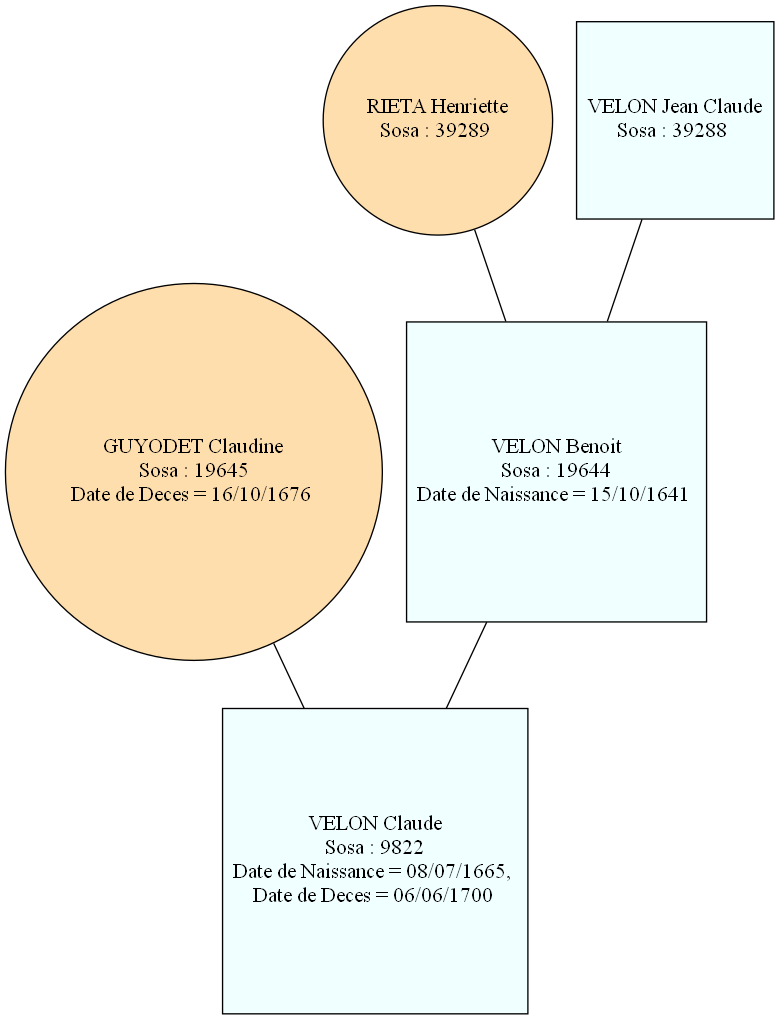 RIETA Henriette
Sosa : 39289
VELON Jean Claude
Sosa : 39288
GUYODET Claudine
Sosa : 19645
Date de Deces = 16/10/1676
VELON Benoit
Sosa : 19644
Date de Naissance = 15/10/1641
VELON Claude
Sosa : 9822
Date de Naissance = 08/07/1665,
Date de Deces = 06/06/1700